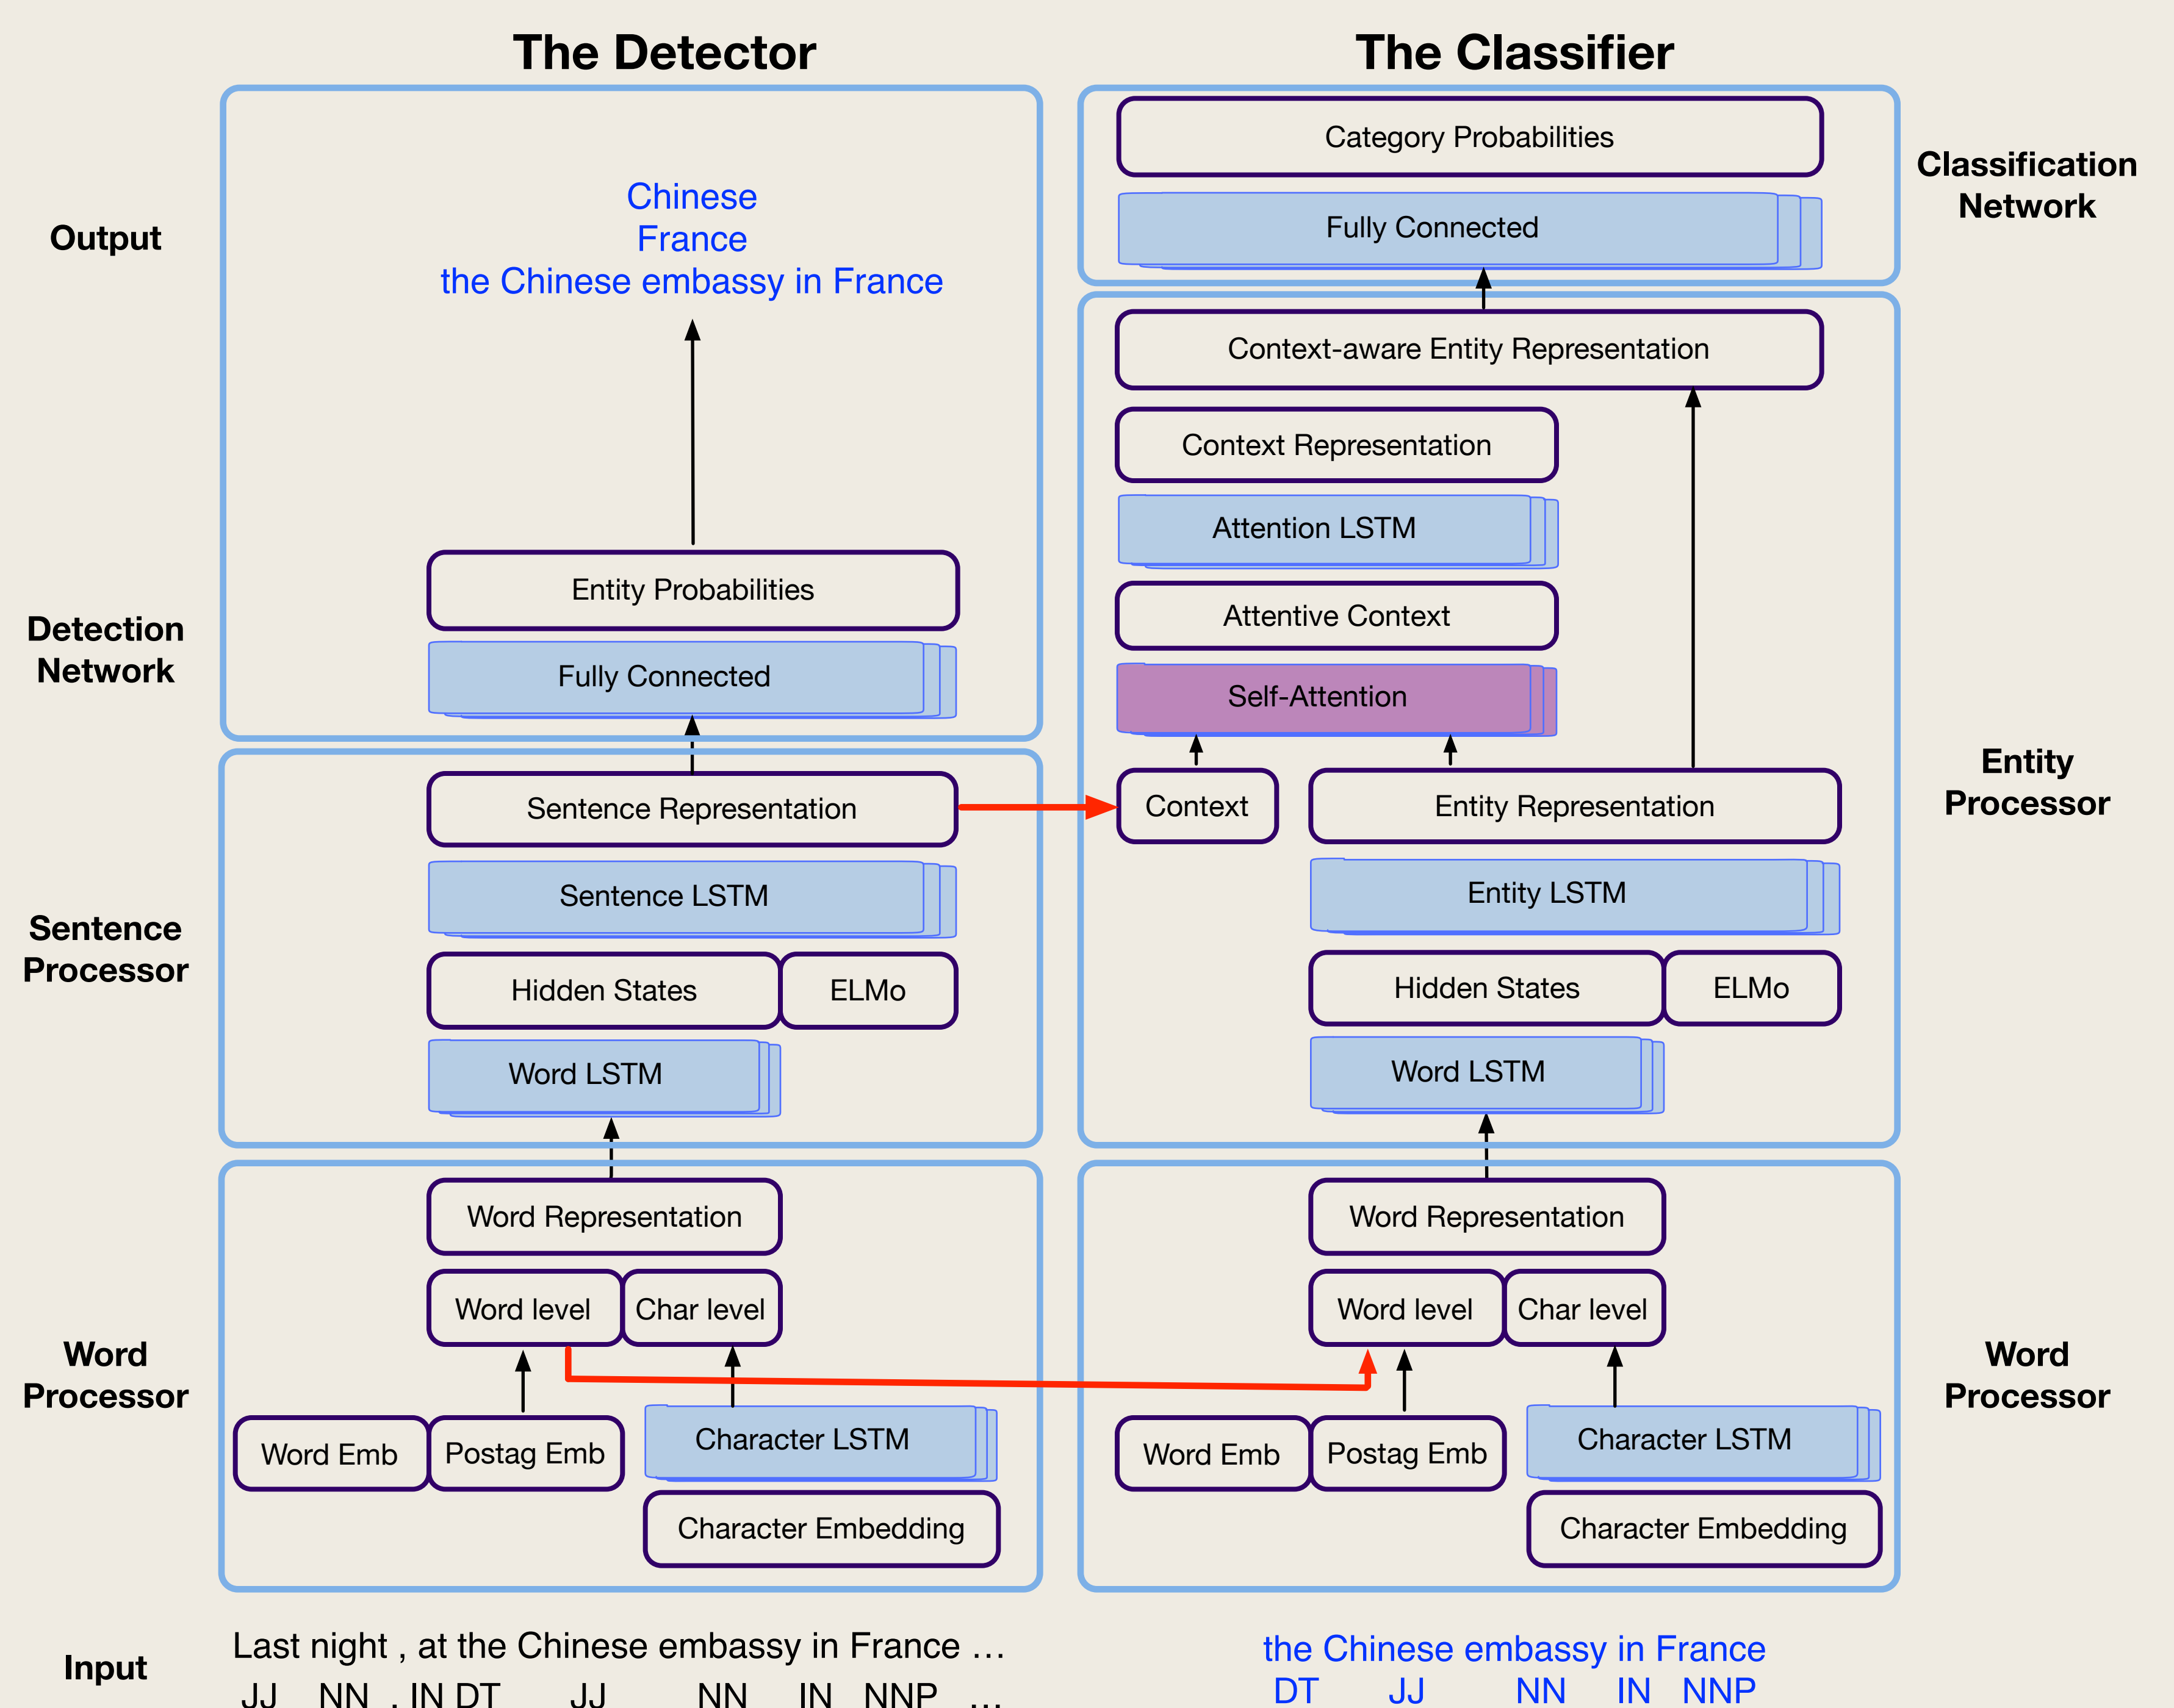 The Detector
The Classifier
Output
Chinese
France
the Chinese embassy in France
Detection
Network
Entity Probabilities
Fully Connected
Sentence
Processor
Sentence Representation
Sentence LSTM
Hidden States
ELMo
Word LSTM
Word
Processor
Word Representation
Word level
Char level
Word Emb
Postag Emb
Character LSTM
Character Embedding
Input
Last night , at the Chinese embassy in France ...
JJ NN , IN DT JJ NN IN NNP ...
Classification
Network
Category Probabilities
Fully Connected
Entity
Processor
Context-aware Entity Representation
Context Representation
Attention LSTM
Attentive Context
Self-Attention
Context
Entity Representation
Entity LSTM
Hidden States
ELMo
Word LSTM
Word
Processor
Word Representation
Word level
Char level
Word Emb
Postag Emb
Character LSTM
Character Embedding
the Chinese embassy in France
DT JJ NN IN NNP